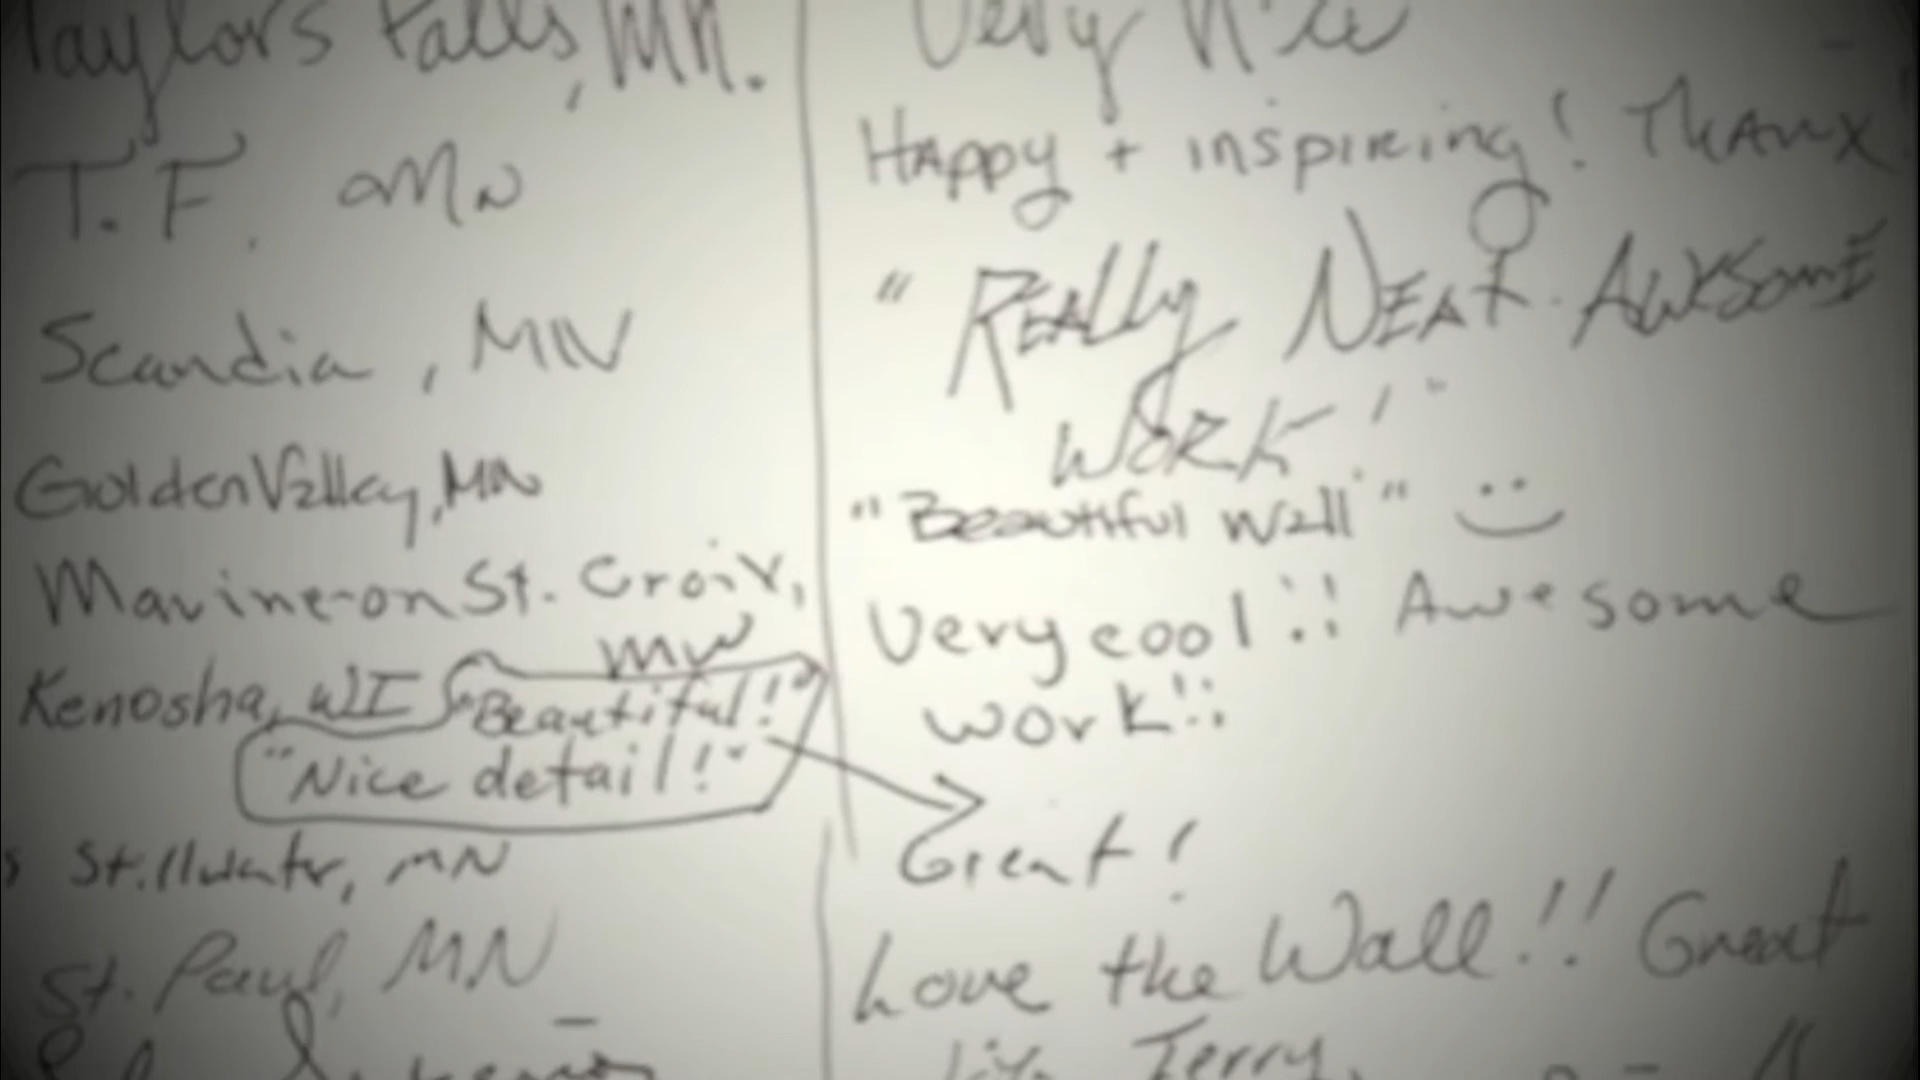 Taylors Falls, MN.
Very Nice
T.F. MN
Happy + inspiring! Thanx!
Scandia, MN
"Really Neat Awesome
Work!"
Golden Valley, MN
"Beautiful Wall"
Marine-on St. Croix,
MN
Very cool!! Awesome
work!!
Kenosha, WI "Beautiful!"
"Nice detail!"
Great!
Stillwater, MN
St. Paul, MN
Love the Wall!! Great
Terry